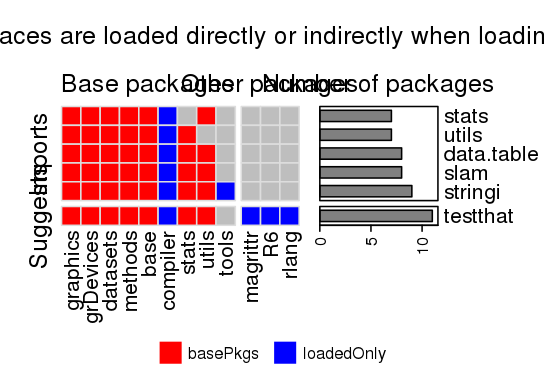 aces are loaded directly or indirectly when loadin
Base packages
Other packages
Number of packages
Imports
Suggests
stats
utils
data.table
slam
stringi
testthat
graphics
grDevices
datasets
methods
base
compiler
stats
utils
tools
magrittr
R6
rlang
0
5
10
basePkgs
loadedOnly